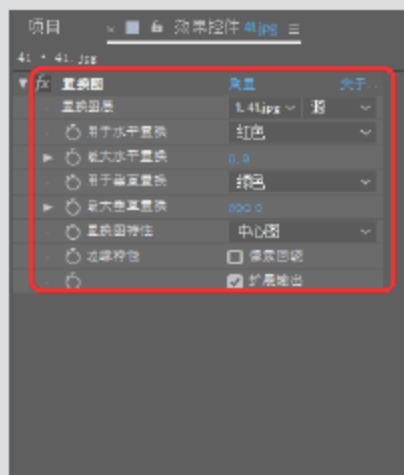 项目 效果控件 41.jpg
41 • 41.jpg
fx 置换图 重置 关于...
置换图层 1. 41.jpg 源
用于水平置换 红色
最大水平置换 0.0
用于垂直置换 绿色
最大垂直置换
置换图特性 中心图
边缘特性 像素回绕
扩展输出